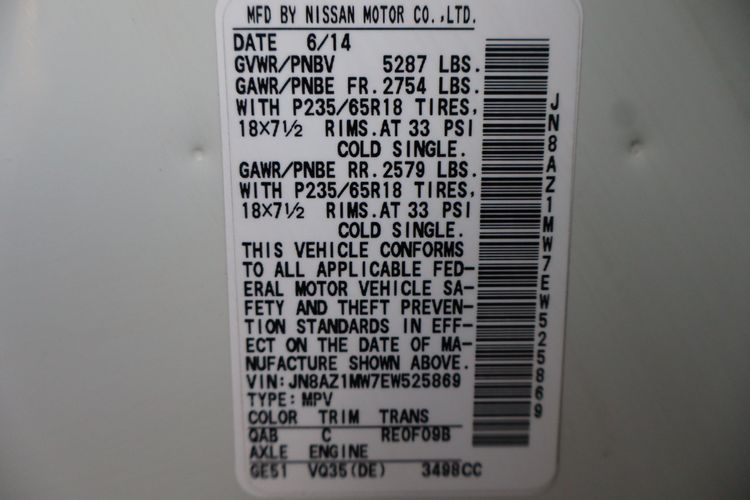 MFD BY NISSAN MOTOR CO.,LTD.
DATE 6/14
GVWR/PNBV 5287 LBS.
GAWR/PNBE FR. 2754 LBS.
WITH P235/65R18 TIRES,
18×7½ RIMS. AT 33 PSI
COLD SINGLE.
GAWR/PNBE RR. 2579 LBS.
WITH P235/65R18 TIRES,
18×7½ RIMS. AT 33 PSI
COLD SINGLE.
THIS VEHICLE CONFORMS
TO ALL APPLICABLE FED-
ERAL MOTOR VEHICLE SA-
FETY AND THEFT PREVEN-
TION STANDARDS IN EFF-
ECT ON THE DATE OF MA-
NUFACTURE SHOWN ABOVE.
VIN: JN8AZ1MW7EW525869
TYPE: MPV
COLOR TRIM TRANS
QAB C RE0F09B
AXLE ENGINE
GE51 VQ35(DE) 3498CC
JN8AZ1MW7EW525869